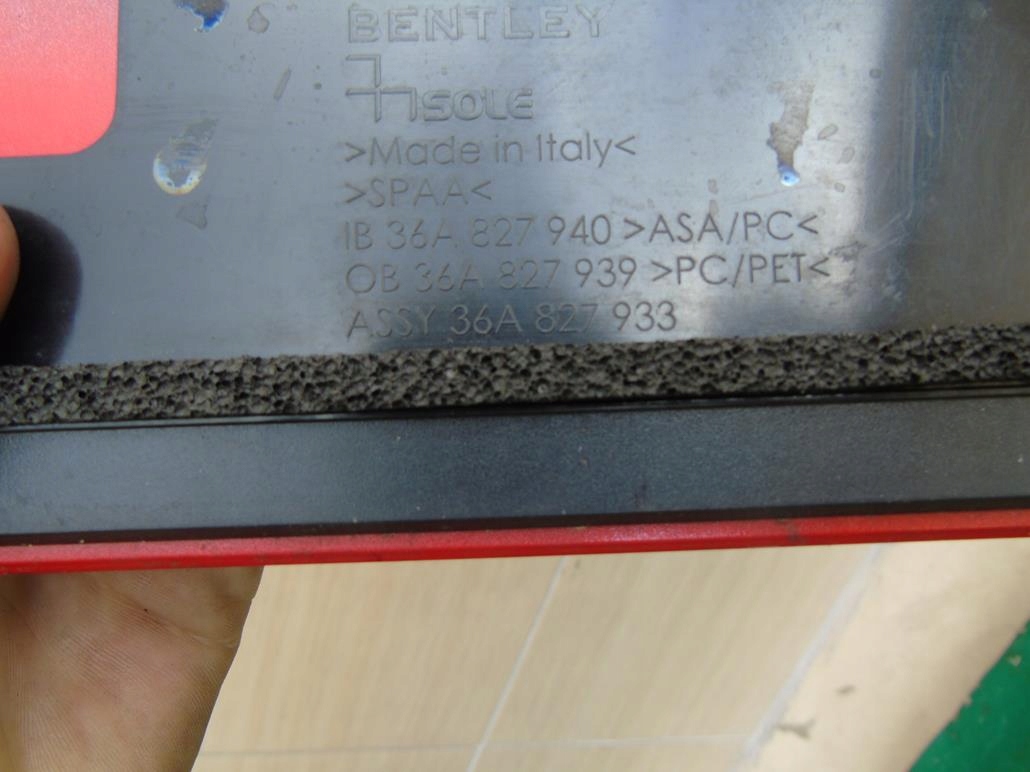 BENTLEY
ISOLE
>Made in Italy<
>SPAA<
IB 36A 827 940 >ASA/PC<
OB 36A 827 939 >PC/PET<
ASSY 36A 827 933